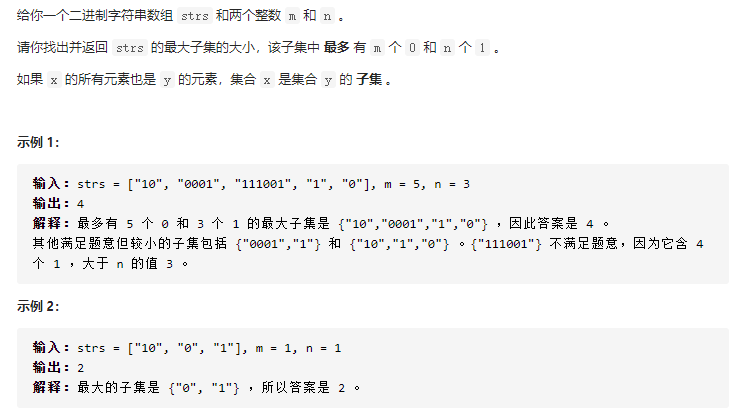 给你一个二进制字符串数组 strs 和两个整数 m 和 n 。
请你找出并返回 strs 的最大子集的大小，该子集中 最多 有 m 个 0 和 n 个 1 。
如果 x 的所有元素也是 y 的元素，集合 x 是集合 y 的 子集 。
示例 1：
输入：strs = ["10", "0001", "111001", "1", "0"], m = 5, n = 3
输出：4
解释：最多有 5 个 0 和 3 个 1 的最大子集是 {"10","0001","1","0"} ，因此答案是 4 。
其他满足题意但较小的子集包括 {"0001","1"} 和 {"10","1","0"} 。{"111001"} 不满足题意，因为它含 4
个 1 ，大于 n 的值 3 。
示例 2：
输入：strs = ["10", "0", "1"], m = 1, n = 1
输出：2
解释：最大的子集是 {"0", "1"} ，所以答案是 2 。